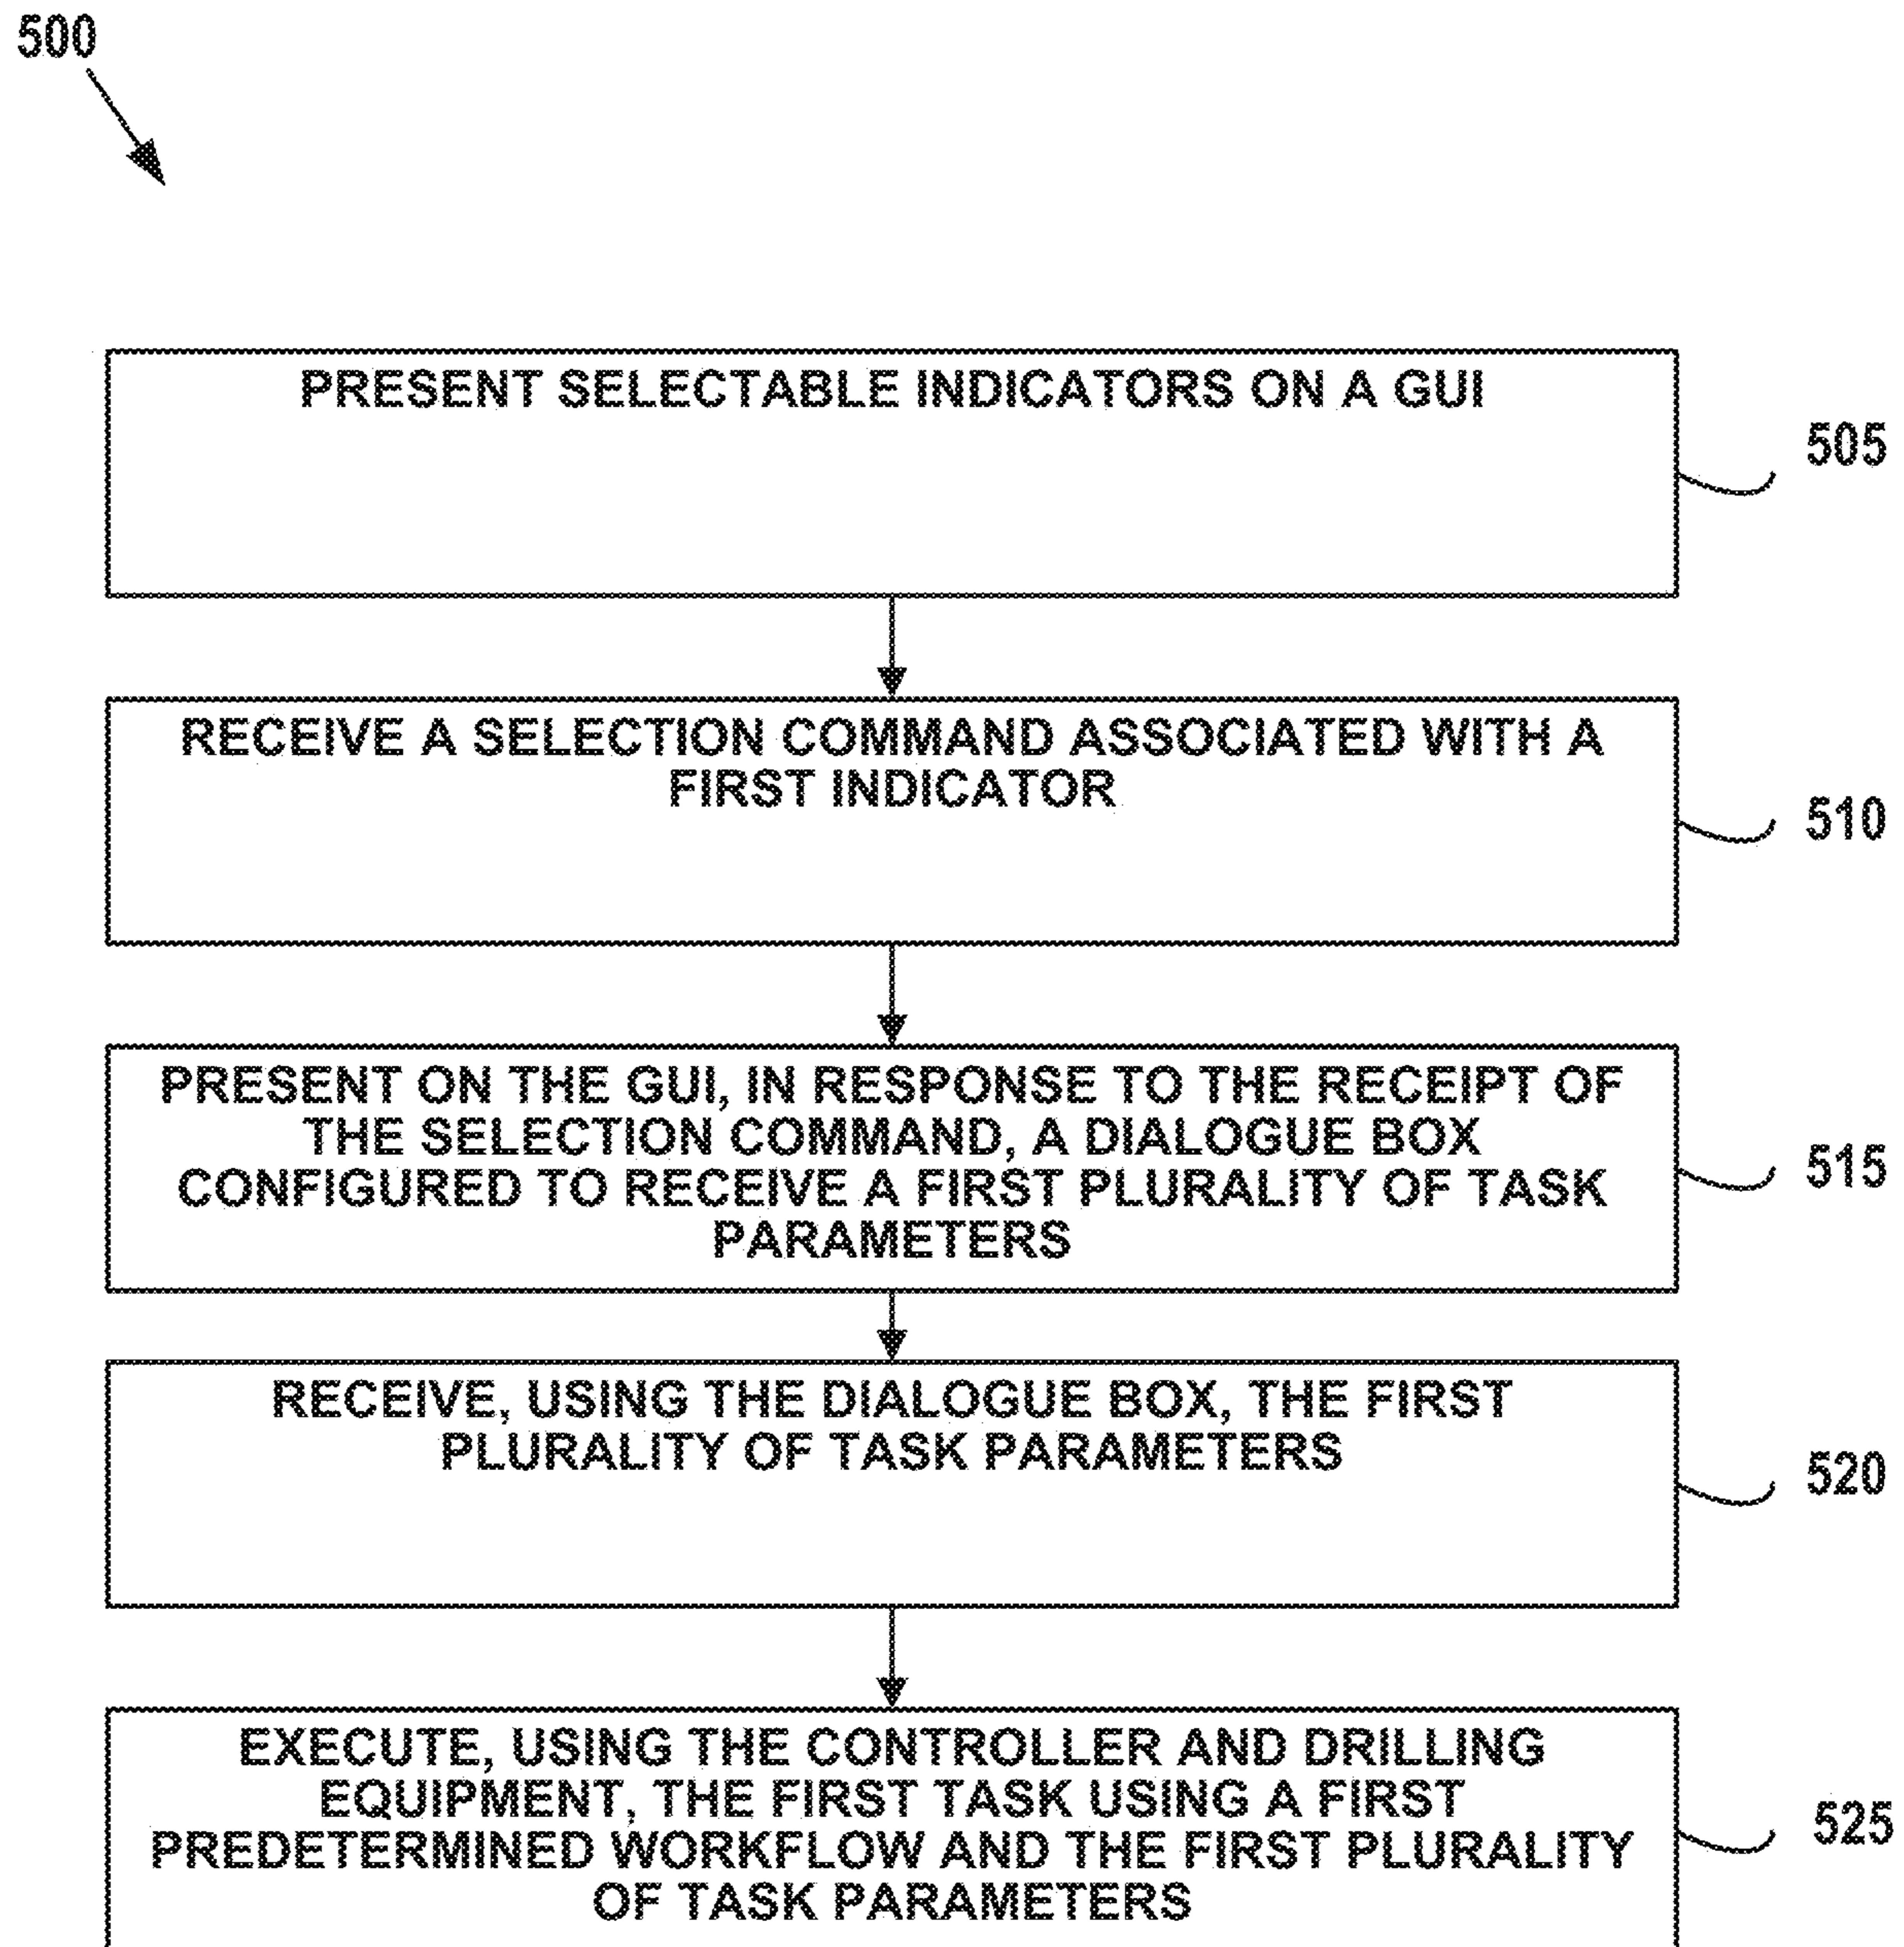 500
PRESENT SELECTABLE INDICATORS ON A GUI
505
RECEIVE A SELECTION COMMAND ASSOCIATED WITH A
FIRST INDICATOR
510
PRESENT ON THE GUI, IN RESPONSE TO THE RECEIPT OF
THE SELECTION COMMAND, A DIALOGUE BOX
CONFIGURED TO RECEIVE A FIRST PLURALITY OF TASK
PARAMETERS
515
RECEIVE, USING THE DIALOGUE BOX, THE FIRST
PLURALITY OF TASK PARAMETERS
520
EXECUTE, USING THE CONTROLLER AND DRILLING
EQUIPMENT, THE FIRST TASK USING A FIRST
PREDETERMINED WORKFLOW AND THE FIRST PLURALITY
OF TASK PARAMETERS
525